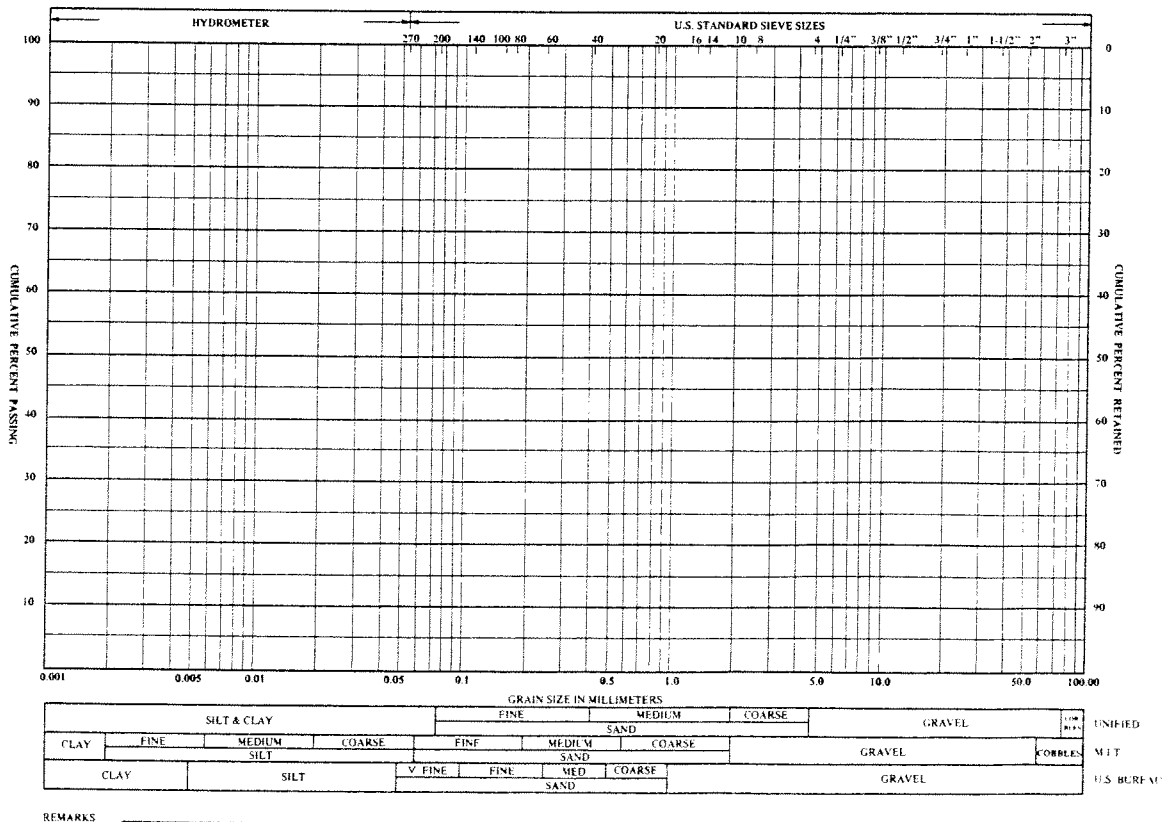 HYDROMETER U.S. STANDARD SIEVE SIZES
270 200 140 100 80 60 40 20 16 14 10 8 4 1/4" 3/8" 1/2" 3/4" 1" 1-1/2" 2" 3"
100 0
90 10
80 20
70 30
60 40
50 50
40 60
30 70
20 80
10 90
CUMULATIVE PERCENT PASSING
CUMULATIVE PERCENT RETAINED
0.001 0.005 0.01 0.05 0.1 0.5 1.0 5.0 10.0 50.0 100.00
GRAIN SIZE IN MILLIMETERS
SILT & CLAY FINE MEDIUM COARSE GRAVEL UNIFIED
SAND
CLAY FINE MEDIUM COARSE FINE MEDIUM COARSE GRAVEL COBBLES M I T
SILT SAND
CLAY SILT V FINE FINE MED COARSE GRAVEL U.S. BUREAU
SAND
REMARKS